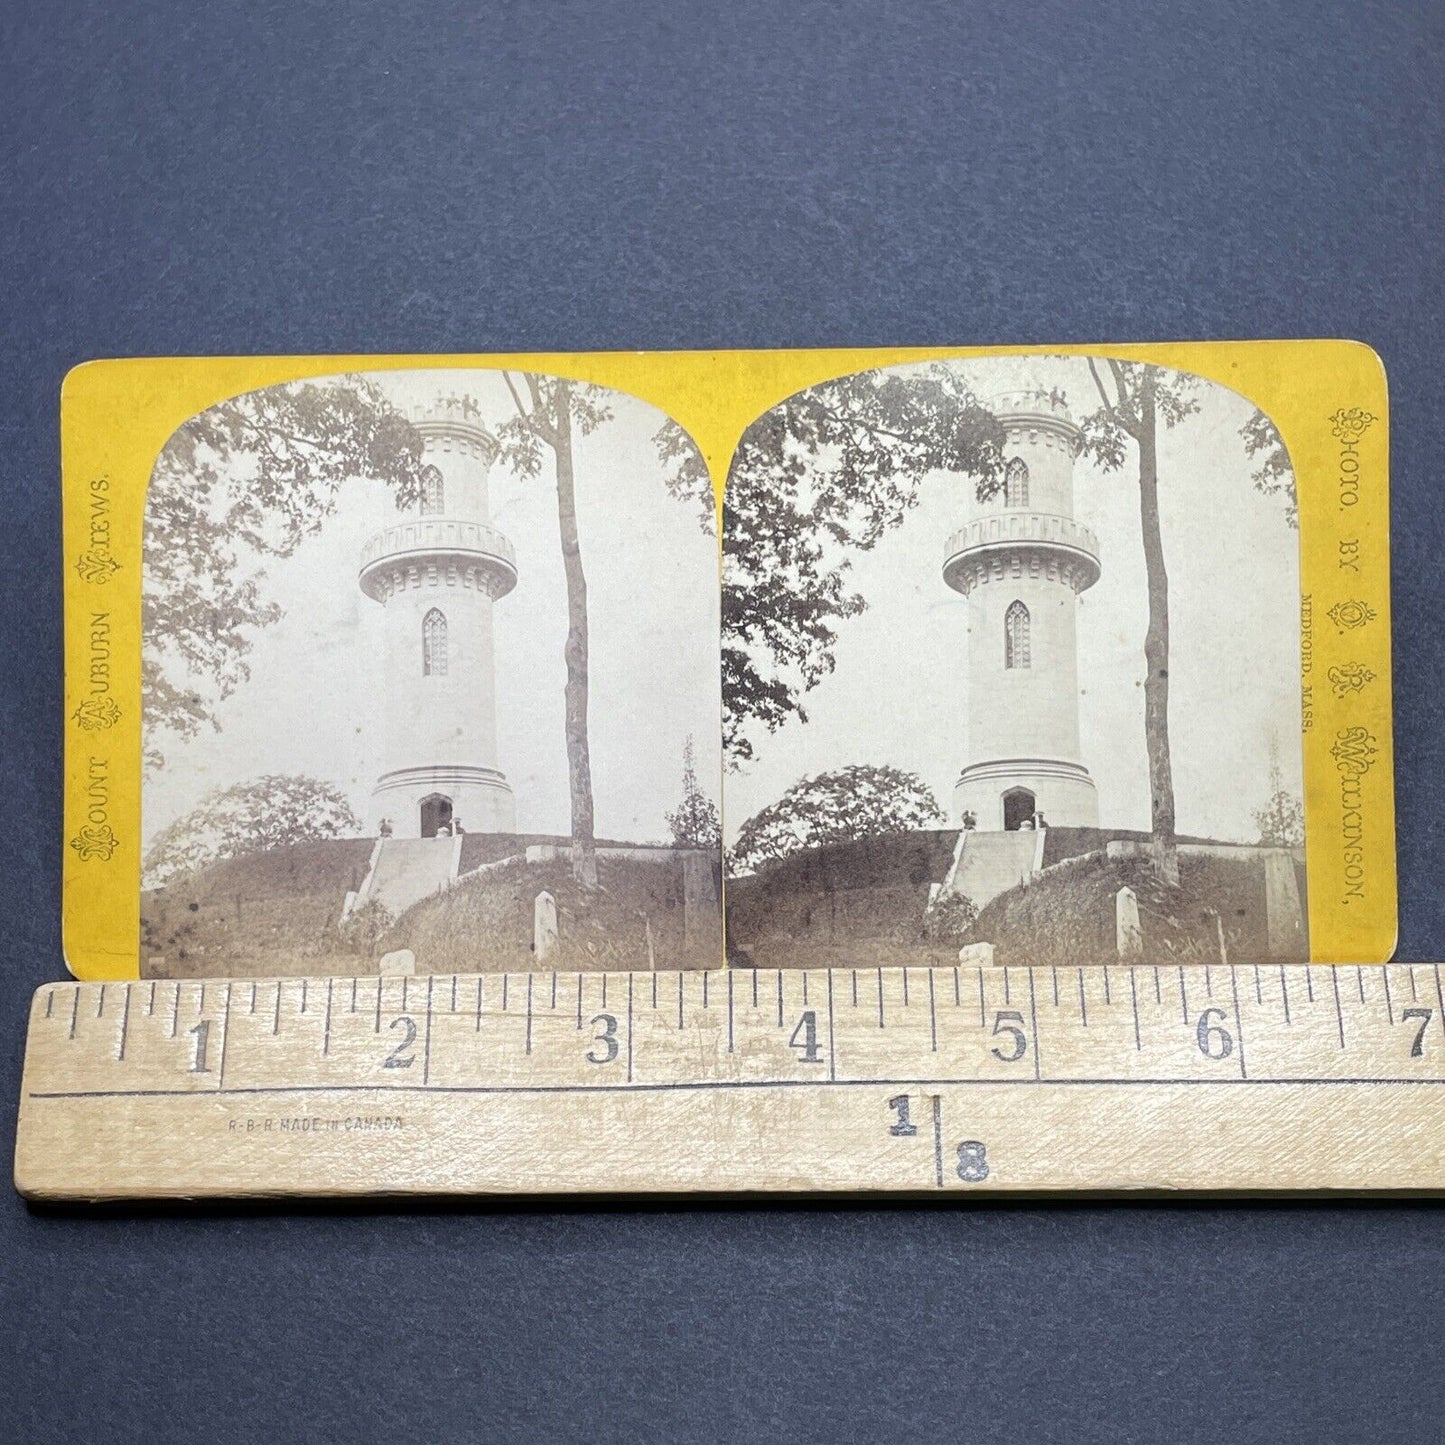 MOUNT AUBURN VIEWS.
PHOTO. BY O. R. WILKINSON,
MEDFORD, MASS.
1 2 3 4 5 6 7
R-B-R MADE IN CANADA
1
8